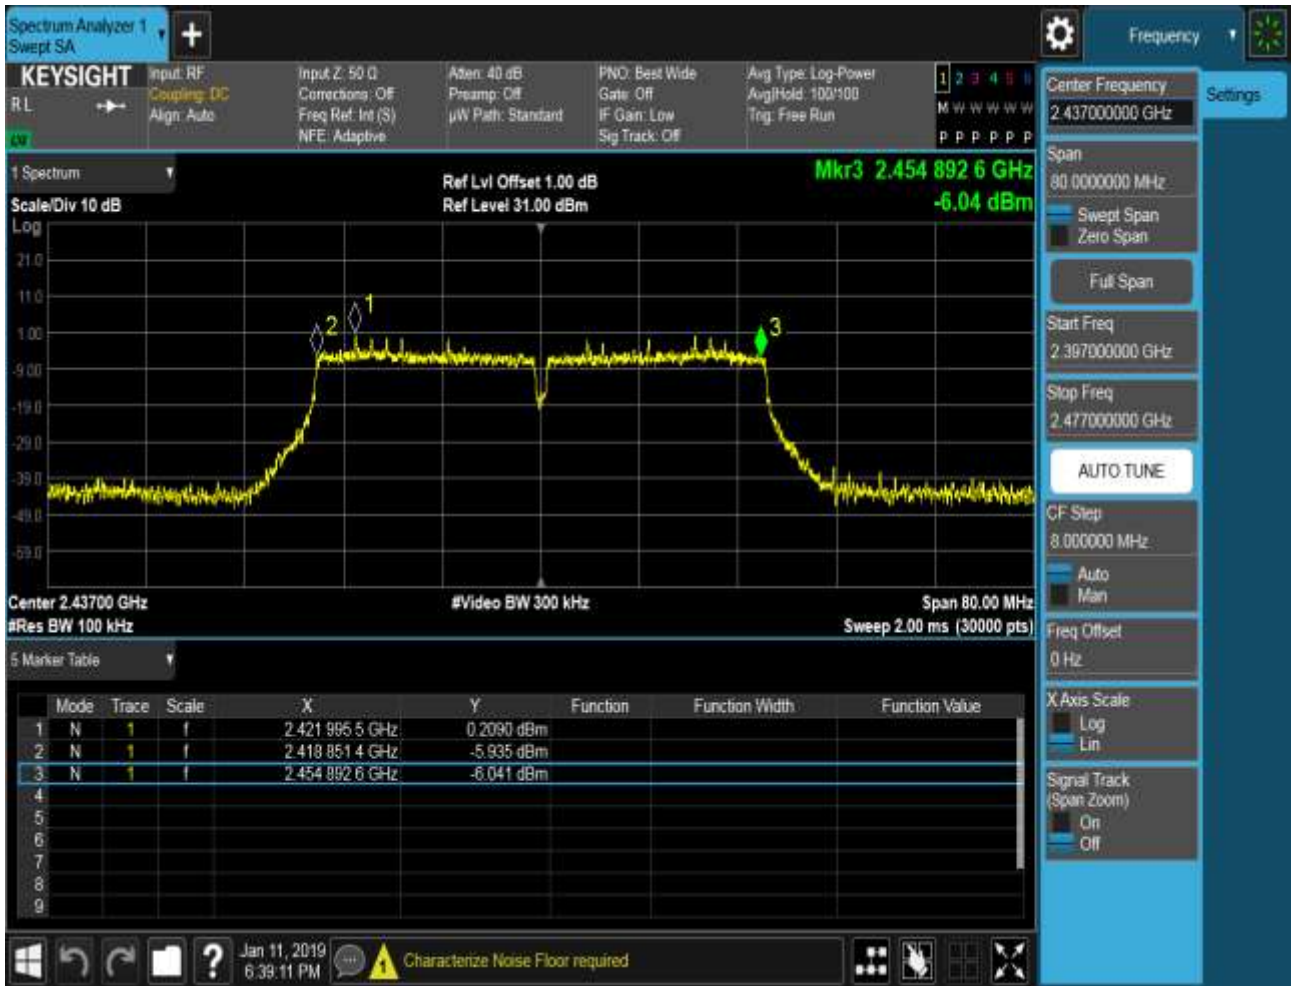 Spectrum Analyzer 1
Swept SA
+
Frequency
KEYSIGHT
RL
Input: RF
Coupling: DC
Align: Auto
Input Z: 50 Ω
Corrections: Off
Freq Ref: Int (S)
NFE: Adaptive
Atten: 40 dB
Preamp: Off
µW Path: Standard
PNO: Best Wide
Gate: Off
IF Gain: Low
Sig Track: Off
Avg Type: Log-Power
Avg|Hold: 100/100
Trig: Free Run
1 2 3 4 5 6
M W W W W W
P P P P P P
1 Spectrum
Scale/Div 10 dB
Ref Lvl Offset 1.00 dB
Ref Level 31.00 dBm
Mkr3 2.454 892 6 GHz
-6.04 dBm
Log
21.0
11.0
1.00
-9.00
-19.0
-29.0
-39.0
-49.0
-59.0
1
2
3
Center 2.43700 GHz
#Video BW 300 kHz
Span 80.00 MHz
#Res BW 100 kHz
Sweep 2.00 ms (30000 pts)
5 Marker Table
Mode Trace Scale X Y Function Function Width Function Value
1 N 1 f 2.421 995 5 GHz 0.2090 dBm
2 N 1 f 2.418 851 4 GHz -5.935 dBm
3 N 1 f 2.454 892 6 GHz -6.041 dBm
4
5
6
7
8
9
Center Frequency
2.437000000 GHz
Settings
Span
80.0000000 MHz
Swept Span
Zero Span
Full Span
Start Freq
2.397000000 GHz
Stop Freq
2.477000000 GHz
AUTO TUNE
CF Step
8.000000 MHz
Auto
Man
Freq Offset
0 Hz
X Axis Scale
Log
Lin
Signal Track
(Span Zoom)
On
Off
?
Jan 11, 2019
6:39:11 PM
1
Characterize Noise Floor required